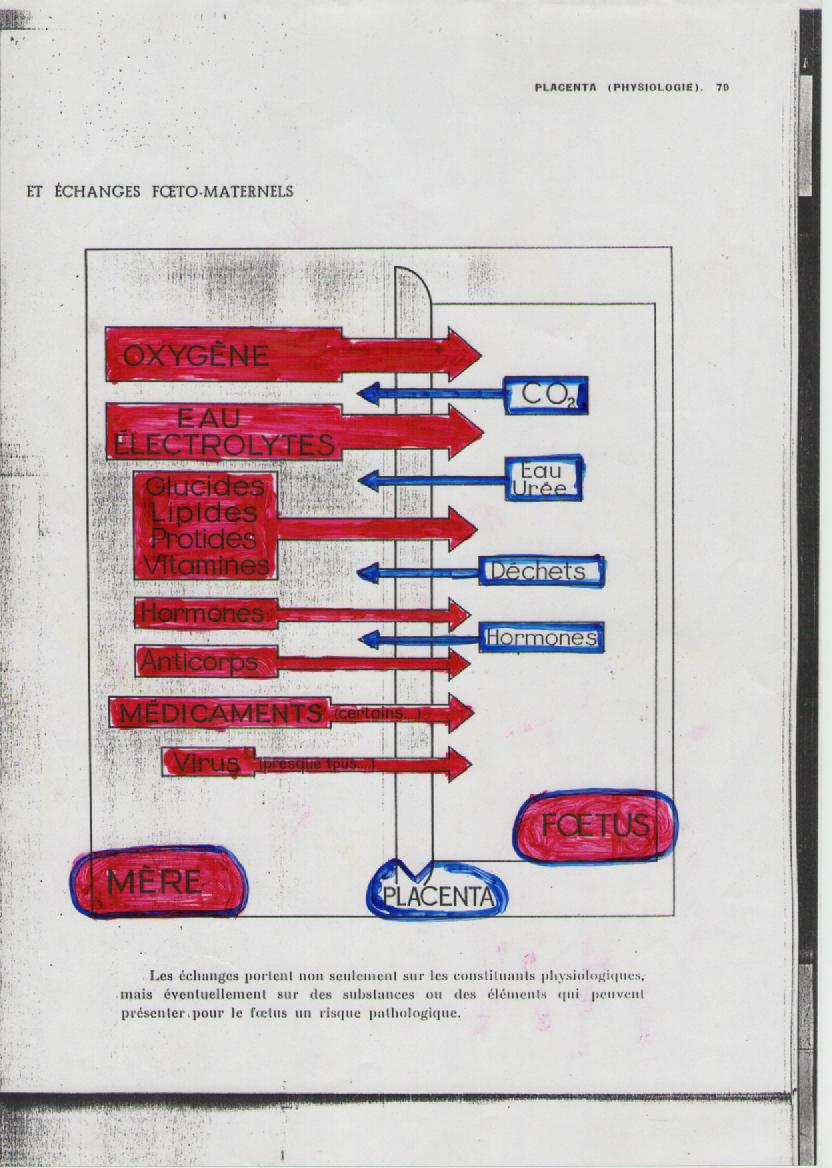 PLACENTA (PHYSIOLOGIE). 79
ET ÉCHANGES FŒTO-MATERNELS
OXYGÈNE
CO₂
EAU
ÉLECTROLYTES
Eau
Urée
Glucides
Lipides
Protides
Vitamines
Déchets
Hormones
Hormones
Anticorps
MÉDICAMENTS (certains...)
Virus (presque tous...)
FŒTUS
MÈRE
PLACENTA
Les échanges portent non seulement sur les constituants physiologiques,
mais éventuellement sur des substances ou des éléments qui peuvent
présenter pour le fœtus un risque pathologique.